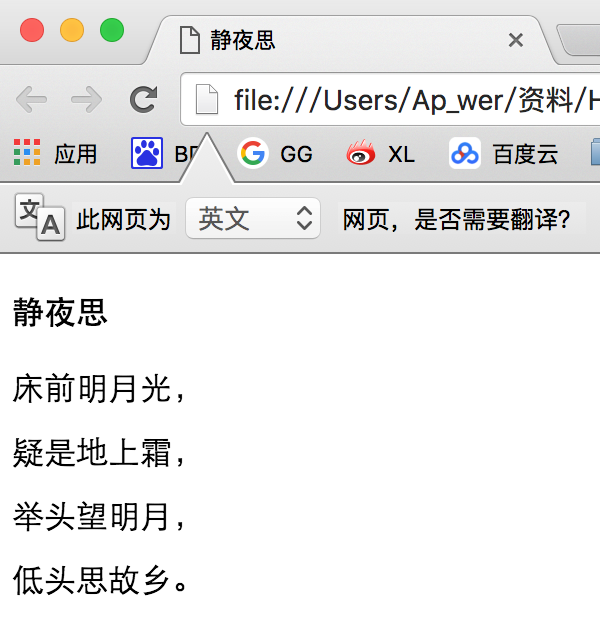 静夜思
file:///Users/Ap_wer/资料/H
应用 GG XL 百度云
文 A 此网页为 英文 网页，是否需要翻译?
静夜思
床前明月光，
疑是地上霜，
举头望明月，
低头思故乡。